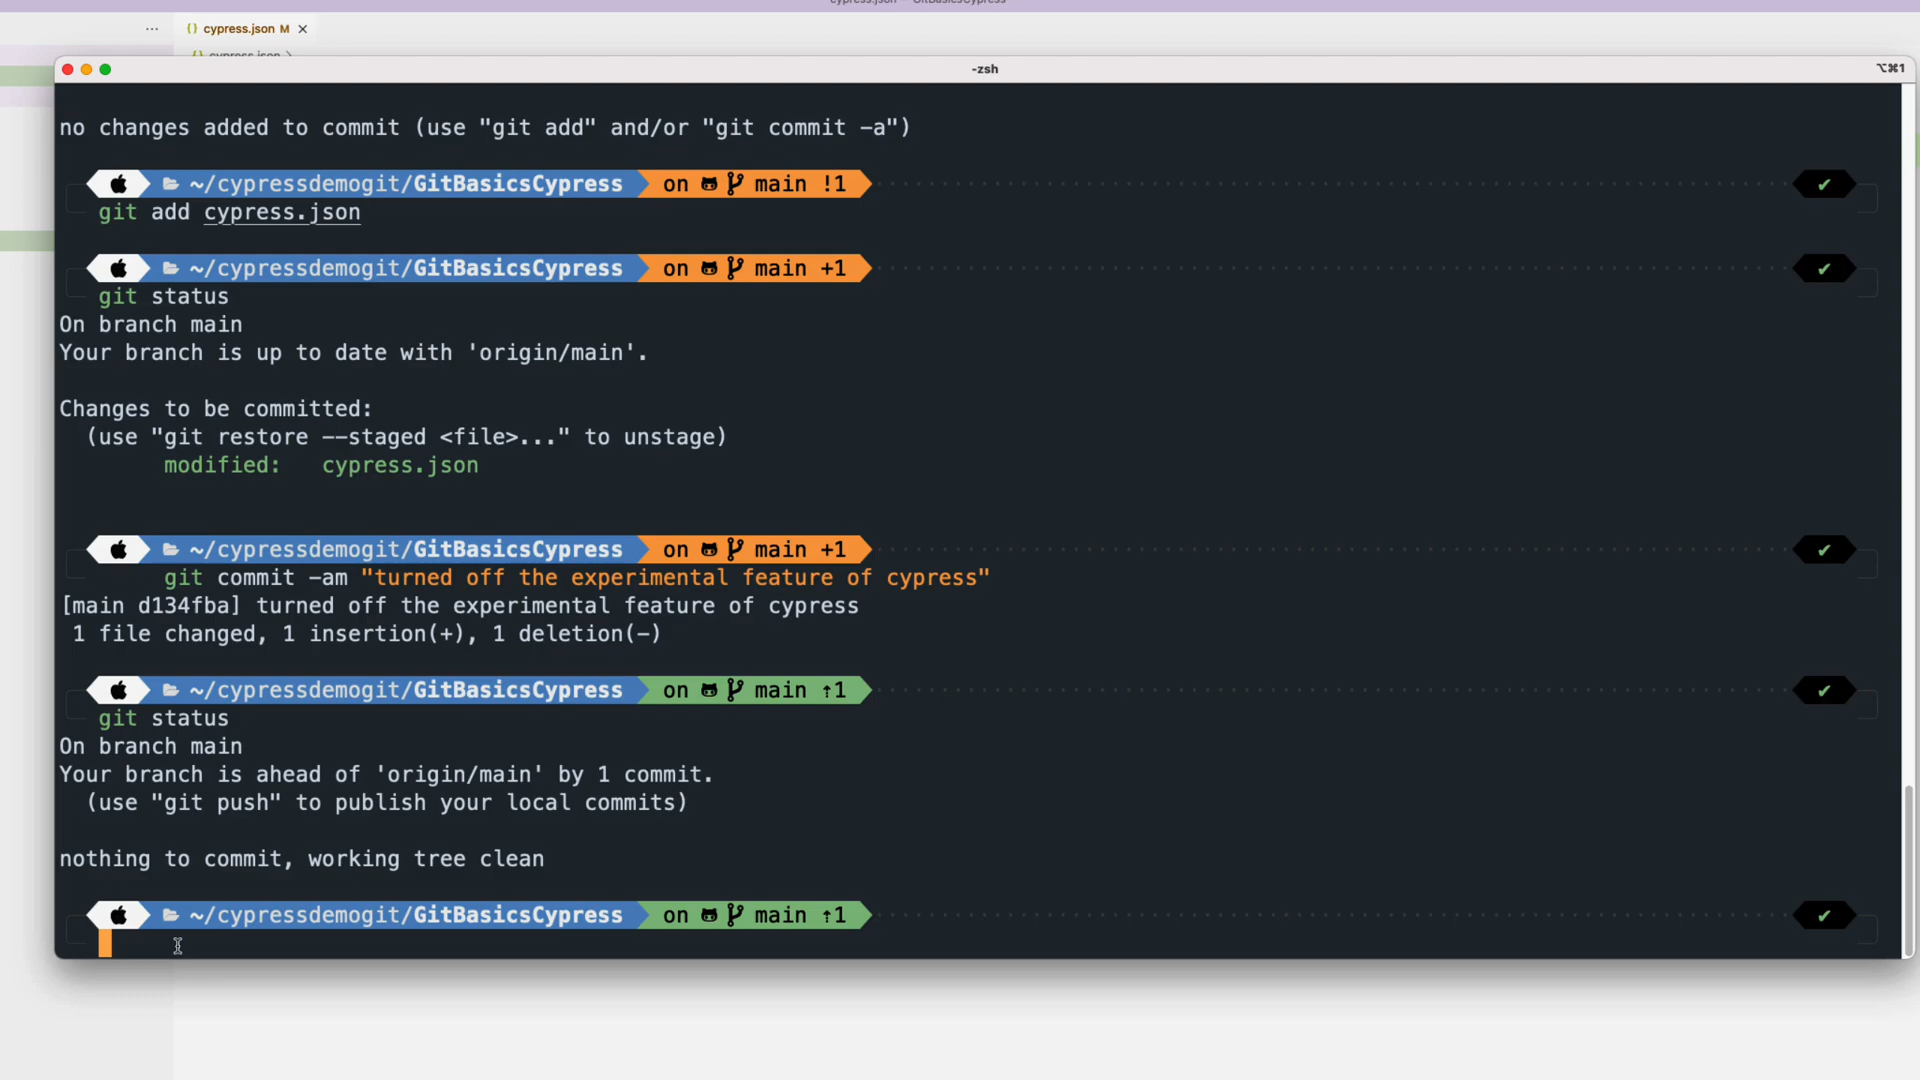 cypress.json — GitBasicsCypress
... {} cypress.json M ×
{} cypress.json >
-zsh
⌥⌘1
no changes added to commit (use "git add" and/or "git commit -a")
~/cypressdemogit/GitBasicsCypress on main !1 ✔
git add cypress.json
~/cypressdemogit/GitBasicsCypress on main +1 ✔
git status
On branch main
Your branch is up to date with 'origin/main'.
Changes to be committed:
(use "git restore --staged <file>..." to unstage)
modified: cypress.json
~/cypressdemogit/GitBasicsCypress on main +1 ✔
git commit -am "turned off the experimental feature of cypress"
[main d134fba] turned off the experimental feature of cypress
1 file changed, 1 insertion(+), 1 deletion(-)
~/cypressdemogit/GitBasicsCypress on main ⇡1 ✔
git status
On branch main
Your branch is ahead of 'origin/main' by 1 commit.
(use "git push" to publish your local commits)
nothing to commit, working tree clean
~/cypressdemogit/GitBasicsCypress on main ⇡1 ✔